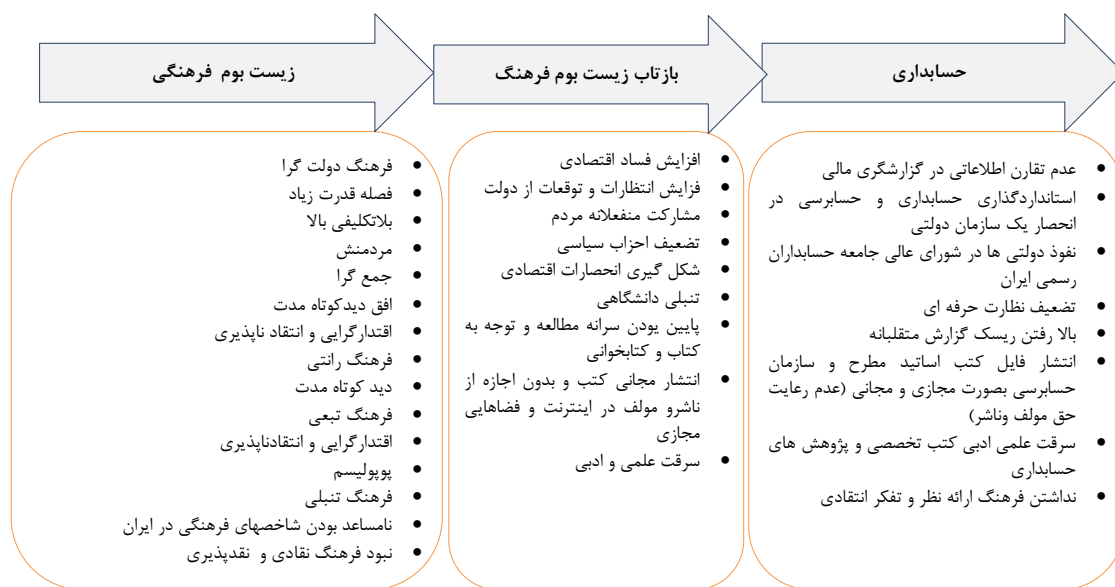 حسابداری
عدم تقارن اطلاعاتی در گزارشگری مالی
استانداردگذاری حسابداری و حسابرسی در
انحصار یک سازمان دولتی
نفوذ دولتی ها در شورای عالی جامعه حسابداران
رسمی ایران
تضعیف نظارت حرفه ای
بالا رفتن ریسک گزارش متقلبانه
انتشار فایل کتب اساتید مطرح و سازمان
حسابرسی بصورت مجازی و مجانی (عدم رعایت
حق مولف وناشر)
سرقت علمی ادبی کتب تخصصی و پژوهش های
حسابداری
نداشتن فرهنگ ارائه نظر و تفکر انتقادی
بازتاب زیست بوم فرهنگ
افزایش فساد اقتصادی
فزایش انتظارات و توقعات از دولت
مشارکت منفعلانه مردم
تضعیف احزاب سیاسی
شکل گیری انحصارات اقتصادی
تنبلی دانشگاهی
پایین یودن سرانه مطالعه و توجه به
کتاب و کتابخوانی
انتشار مجانی کتب و بدون اجازه از
ناشرو مولف در اینترنت و فضاهایی
مجازی
سرقت علمی و ادبی
زیست بوم فرهنگی
فرهنگ دولت گرا
فصله قدرت زیاد
بلاتکلیفی بالا
مردمنش
جمع گرا
افق دیدکوتاه مدت
اقتدارگرایی و انتقاد ناپذیری
فرهنگ رانتی
دید کوتاه مدت
فرهنگ تبعی
اقتدارگرایی و انتقادناپذیری
پوپولیسم
فرهنگ تنبلی
نامساعد بودن شاخصهای فرهنگی در ایران
نبود فرهنگ نقادی و نقدپذیری